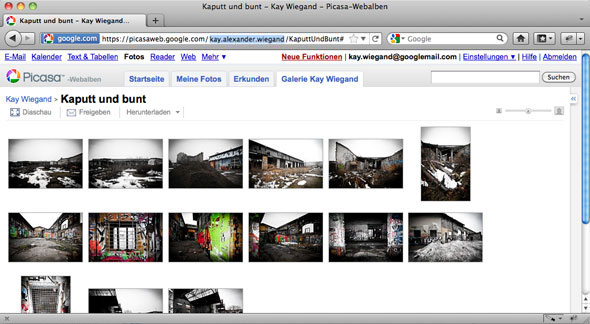 Kaputt und bunt - Kay Wiegand - Picasa-Webalben
Kaputt und bunt - Kay Wiegand...
google.com https://picasaweb.google.com/kay.alexander.wiegand/KaputtUndBunt# Google
E-Mail Kalender Text & Tabellen Fotos Reader Web Mehr ▼ Neue Funktionen | kay.wiegand@googlemail.com | Einstellungen ▼ | Hilfe | Abmelden
Picasa™ -Webalben Startseite Meine Fotos Erkunden Galerie Kay Wiegand Suchen
Kay Wiegand > Kaputt und bunt
Diaschau Freigeben Herunterladen